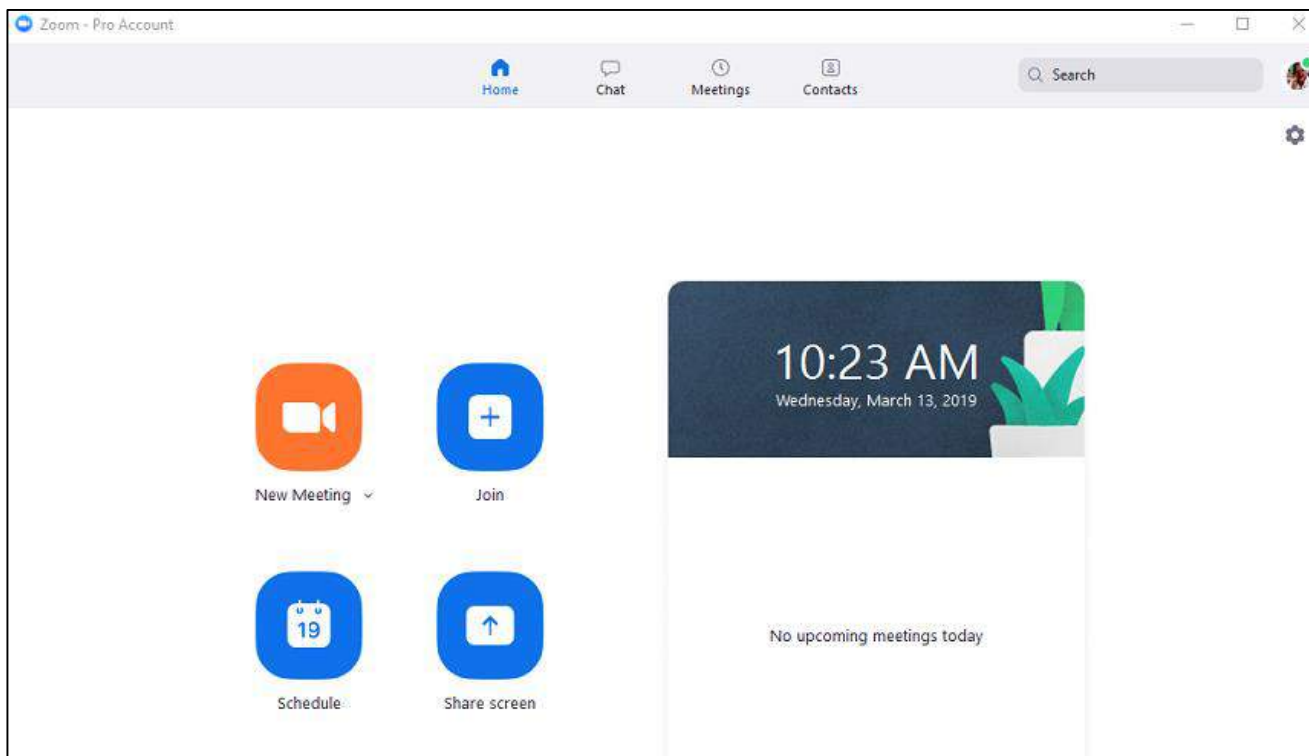 Zoom - Pro Account
Home
Chat
Meetings
Contacts
Search
10:23 AM
Wednesday, March 13, 2019
New Meeting
Join
19
Schedule
Share screen
No upcoming meetings today